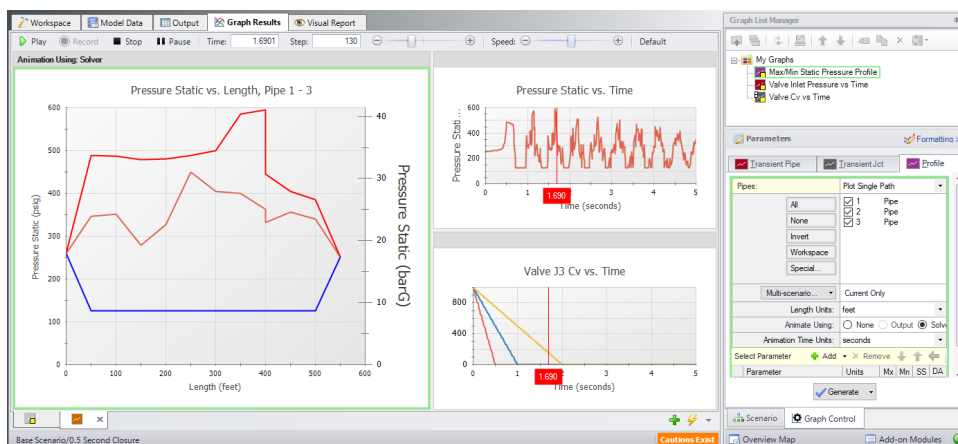 Workspace Model Data Output Graph Results Visual Report
Play Record Stop Pause Time: 1.6901 Step: 130 Speed: Default
Animation Using: Solver
Pressure Static vs. Length, Pipe 1 - 3
600
500
400
300
200
100
0
Pressure Static (psig)
40
30
20
10
0
Pressure Static (barG)
0 100 200 300 400 500 600
Length (feet)
Pressure Static vs. Time
600
400
200
0
Pressure Stati...
0 1 2 3 4 5
1.690
Time (seconds)
Valve J3 Cv vs. Time
800
400
0
0 1 2 3 4 5
1.690
Time (seconds)
Base Scenario/0.5 Second Closure
Cautions Exist
Graph List Manager
My Graphs
Max/Min Static Pressure Profile
Valve Inlet Pressure vs Time
Valve Cv vs Time
Parameters Formatting >
Transient Pipe Transient Jct Profile
Pipes: Plot Single Path
All
None
Invert
Workspace
Special...
1 Pipe
2 Pipe
3 Pipe
Multi-scenario... Current Only
Length Units: feet
Animate Using: None Output Solv
Animation Time Units: seconds
Select Parameter Add Remove
Parameter Units Mx Mn SS DA
Generate
Scenario Graph Control
Overview Map Add-on Modules